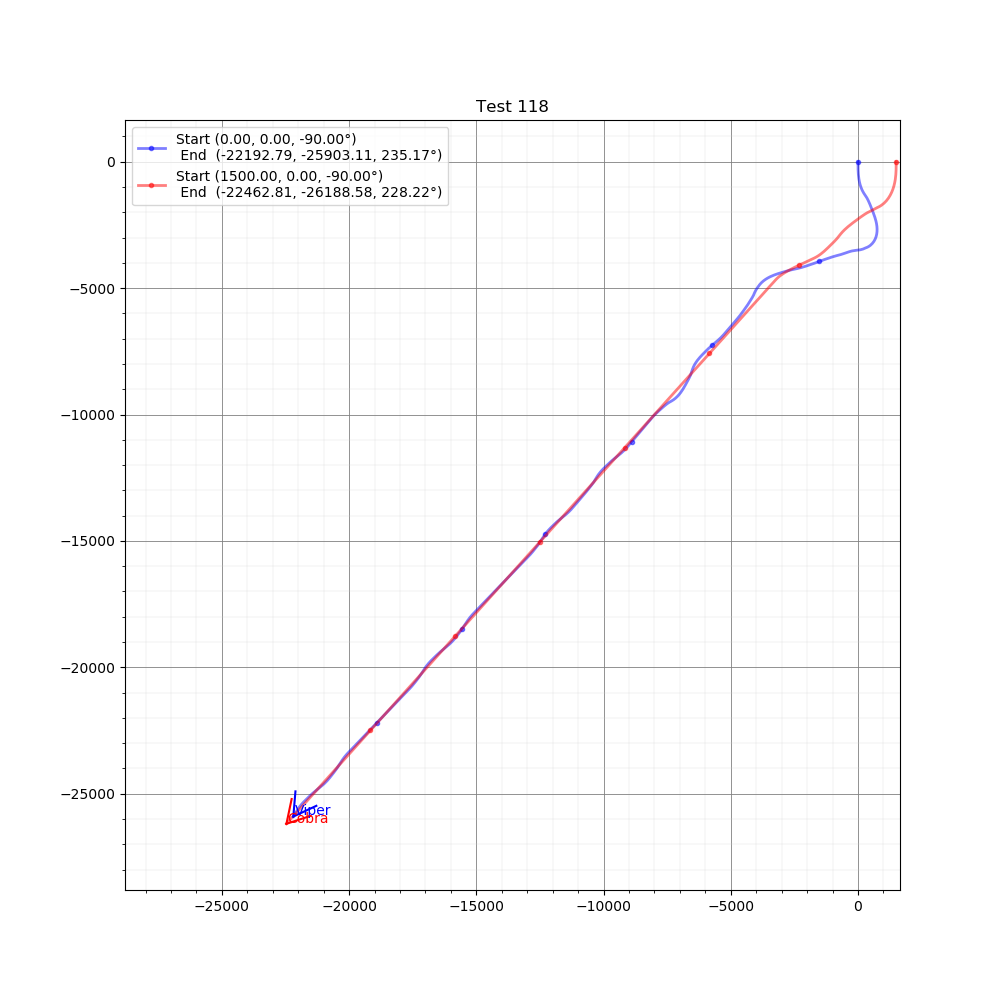 Test 118
Start (0.00, 0.00, -90.00°)
End (-22192.79, -25903.11, 235.17°)
Start (1500.00, 0.00, -90.00°)
End (-22462.81, -26188.58, 228.22°)
0
−5000
−10000
−15000
−20000
−25000
Viper
Cobra
−25000
−20000
−15000
−10000
−5000
0